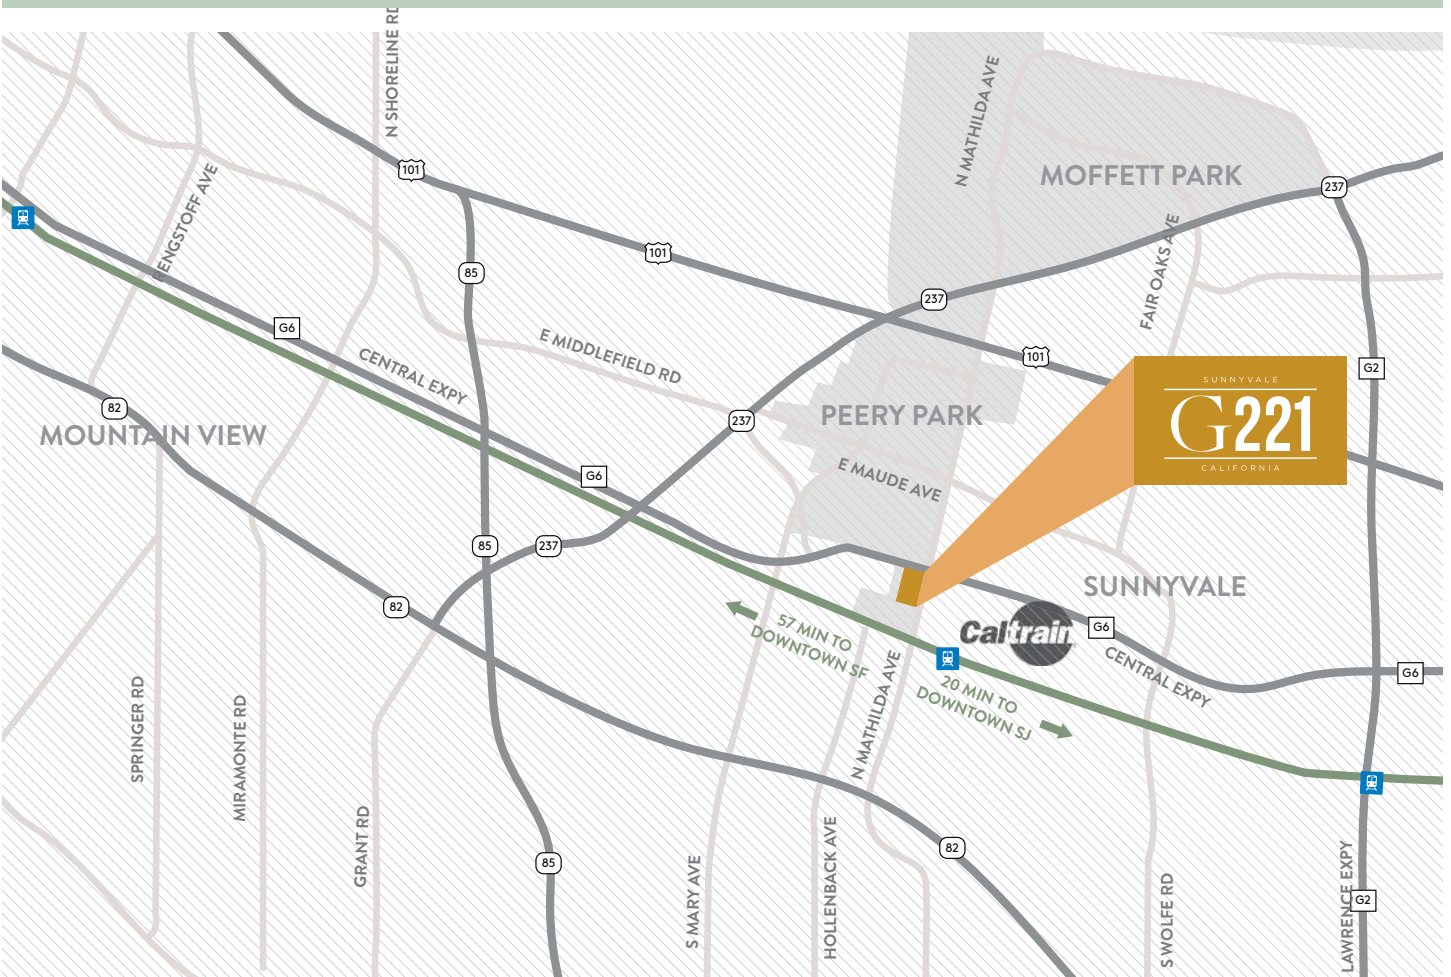 N SHORELINE RD
N MATHILDA AVE
101
MOFFETT PARK
237
RENGSTOFF AVE
FAIR OAKS AVE
101
85
237
G6
E MIDDLEFIELD RD
CENTRAL EXPY
101
G2
SUNNYVALE
G221
CALIFORNIA
82
MOUNTAIN VIEW
237
PEERY PARK
G6
E MAUDE AVE
85
237
SUNNYVALE
82
Caltrain
G6
57 MIN TO
DOWNTOWN SF
CENTRAL EXPY
G6
20 MIN TO
DOWNTOWN SJ
N MATHILDA AVE
SPRINGER RD
MIRAMONTE RD
GRANT RD
85
S MARY AVE
HOLLENBACK AVE
82
S WOLFE RD
LAWRENCE EXPY
G2